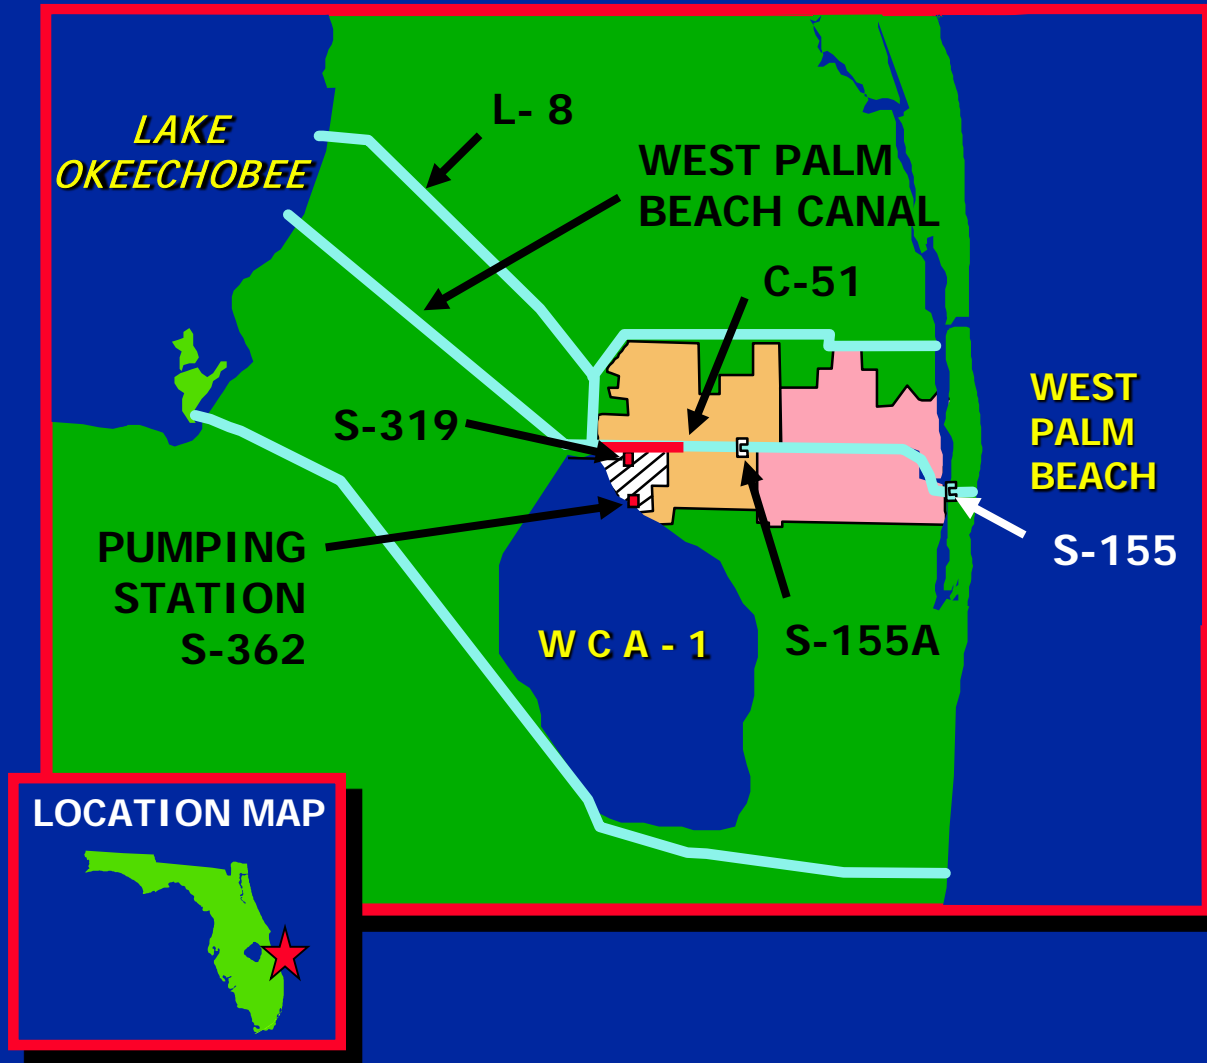 L- 8
LAKE
OKEECHOBEE
WEST PALM
BEACH CANAL
C-51
WEST
PALM
BEACH
S-319
S-155
PUMPING
STATION
S-362
W C A - 1
S-155A
LOCATION MAP